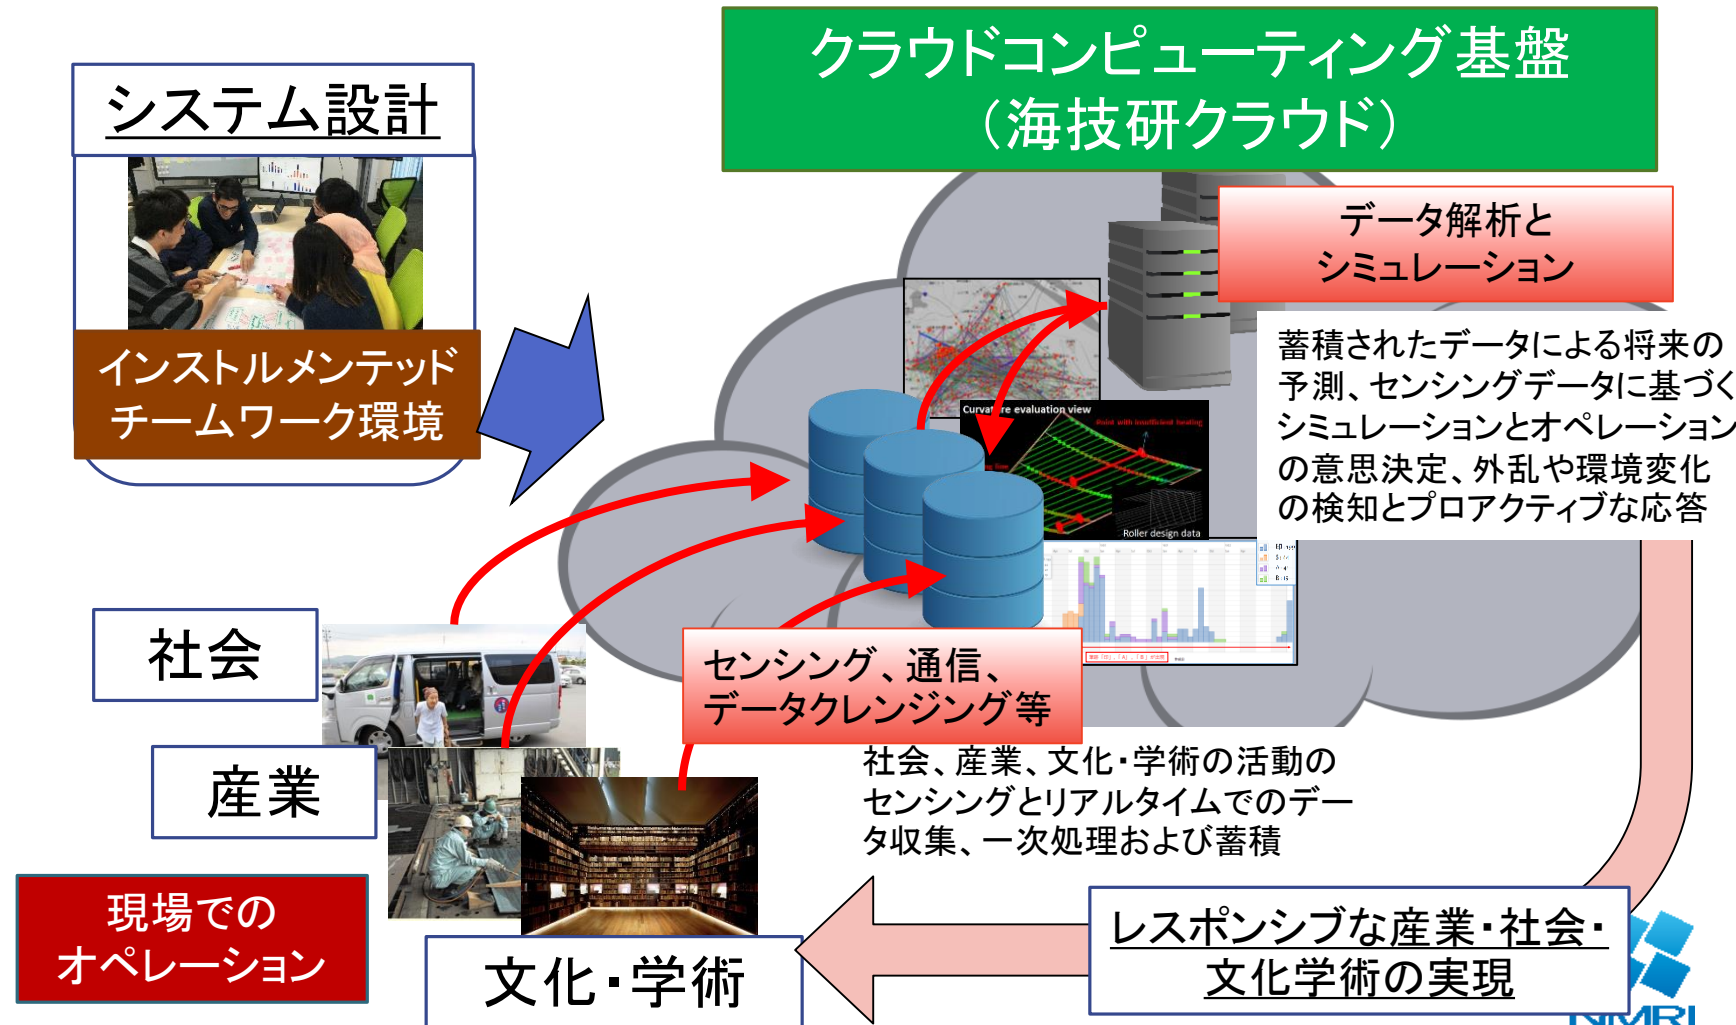 クラウドコンピューティング基盤
（海技研クラウド）
システム設計
インストルメンテッド
チームワーク環境
データ解析と
シミュレーション
蓄積されたデータによる将来の
予測、センシングデータに基づく
シミュレーションとオペレーション
の意思決定、外乱や環境変化
の検知とプロアクティブな応答
Curvature evaluation view
Point with insufficient heating
Roller design data
社会
産業
文化・学術
現場での
オペレーション
センシング、通信、
データクレンジング等
社会、産業、文化・学術の活動の
センシングとリアルタイムでのデー
タ収集、一次処理および蓄積
レスポンシブな産業・社会・
文化学術の実現
NMRI